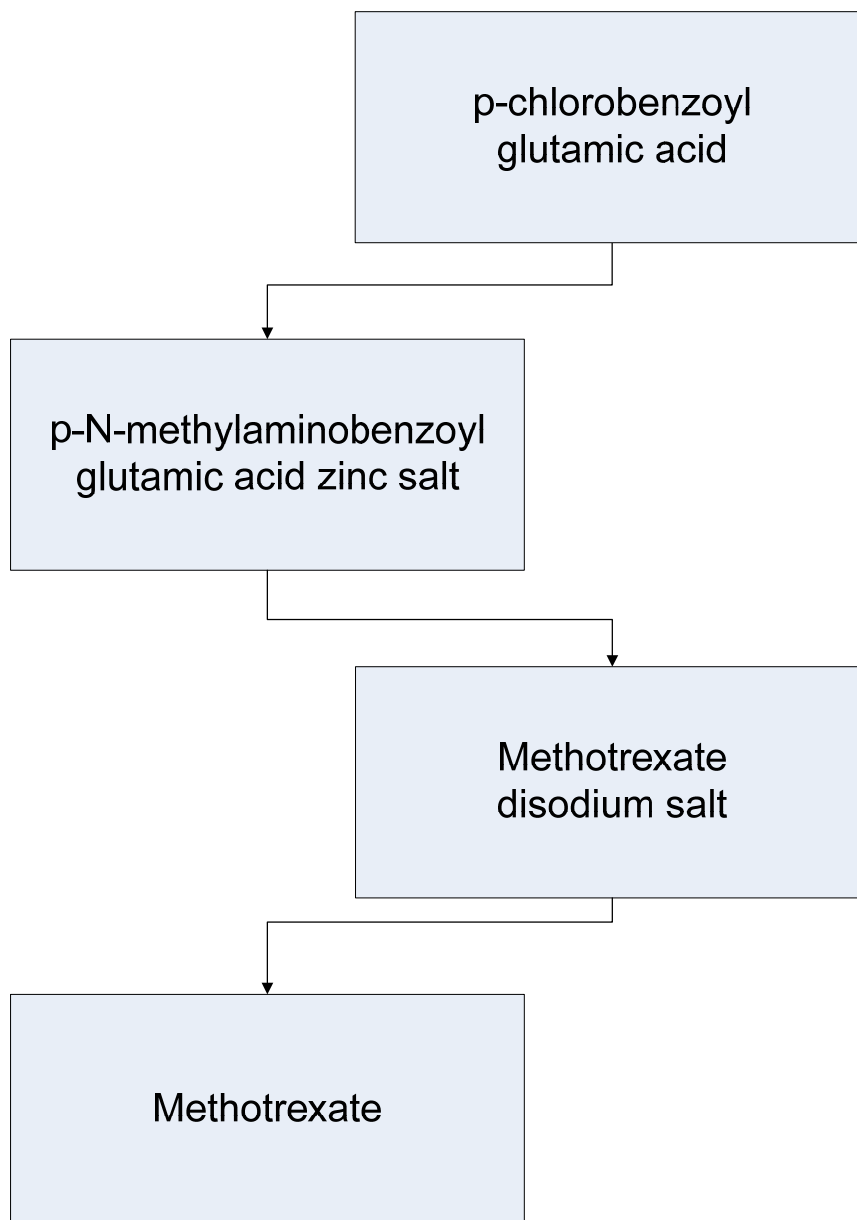 p-chlorobenzoyl
glutamic acid
p-N-methylaminobenzoyl
glutamic acid zinc salt
Methotrexate
disodium salt
Methotrexate